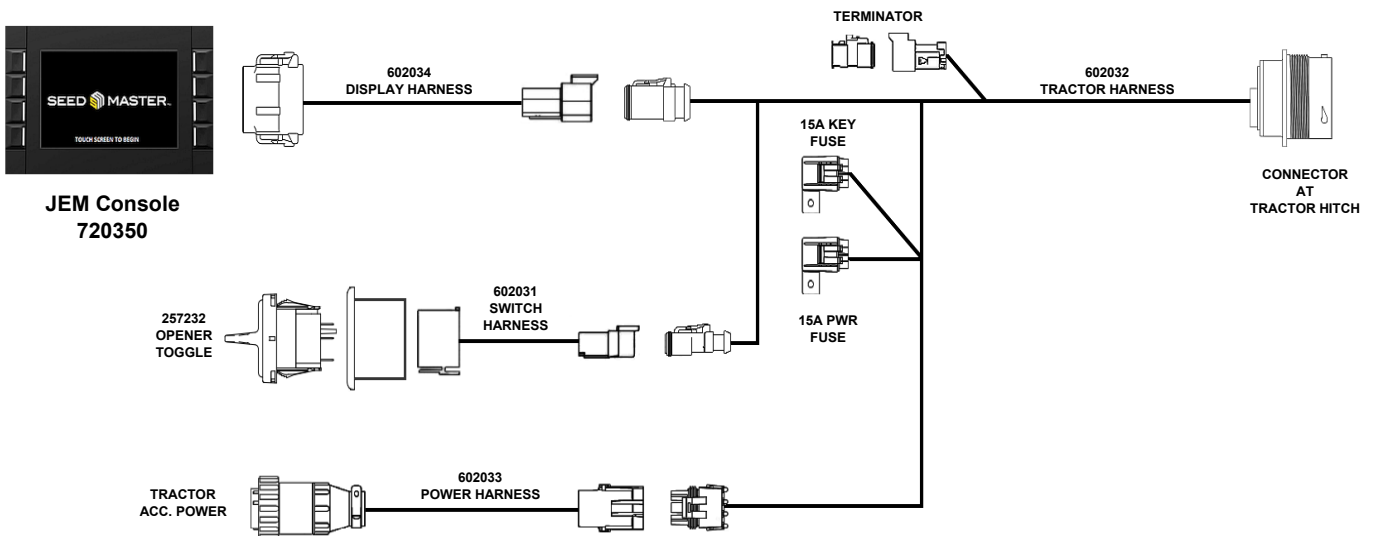 TERMINATOR
602034
DISPLAY HARNESS
602032
TRACTOR HARNESS
SEED MASTER™
TOUCH SCREEN TO BEGIN
15A KEY
FUSE
CONNECTOR
AT
TRACTOR HITCH
JEM Console
720350
602031
SWITCH
HARNESS
257232
OPENER
TOGGLE
15A PWR
FUSE
602033
POWER HARNESS
TRACTOR
ACC. POWER